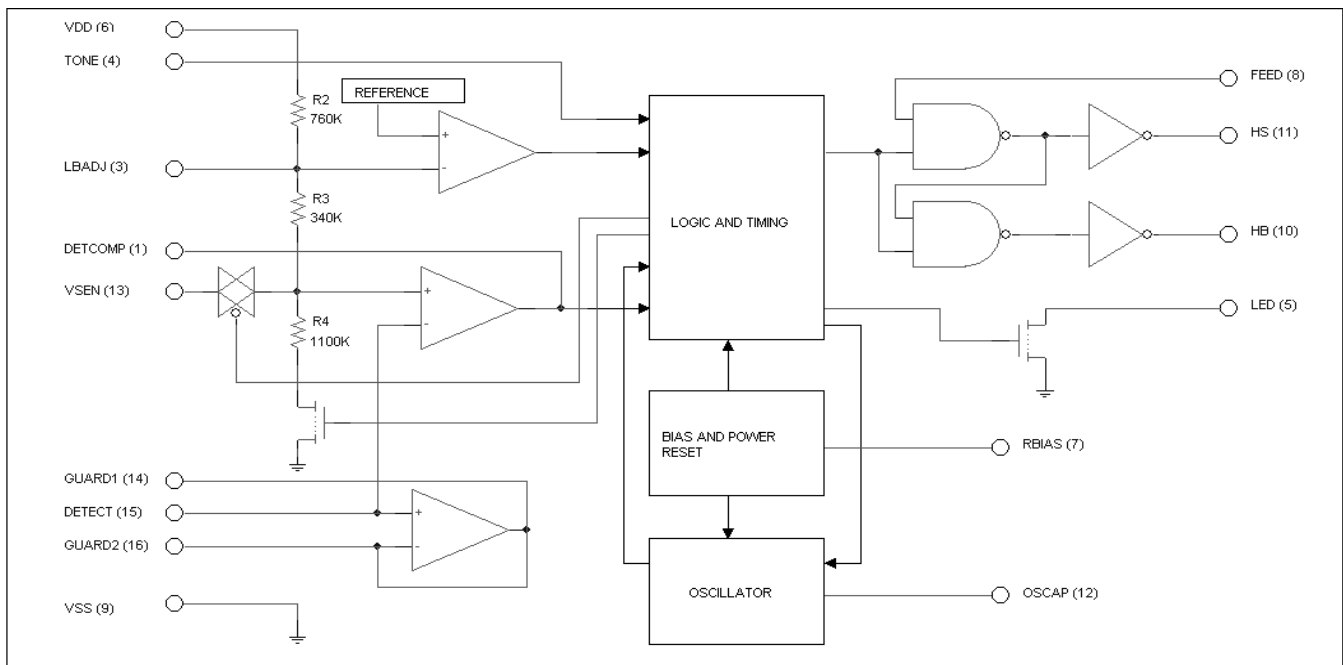 VDD (6)
TONE (4)
REFERENCE
R2
760K
LBADJ (3)
R3
340K
DETCOMP (1)
VSEN (13)
R4
1100K
+
-
+
-
LOGIC AND TIMING
FEED (8)
HS (11)
HB (10)
LED (5)
BIAS AND POWER
RESET
RBIAS (7)
GUARD1 (14)
DETECT (15)
GUARD2 (16)
+
-
VSS (9)
OSCILLATOR
OSCAP (12)